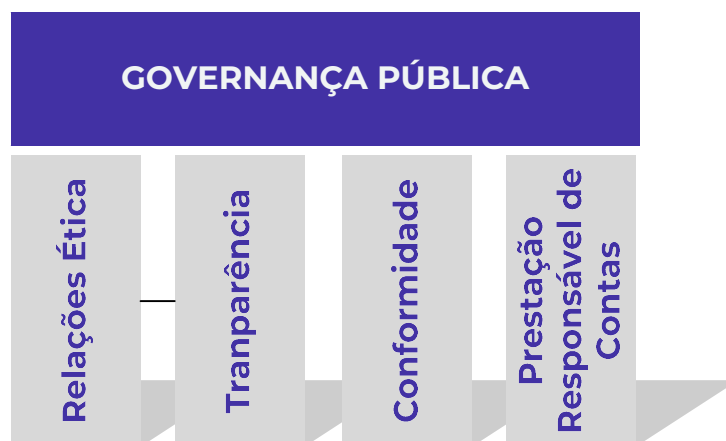 GOVERNANÇA PÚBLICA
Relações Ética
Tranparência
Conformidade
Prestação
Responsável de
Contas